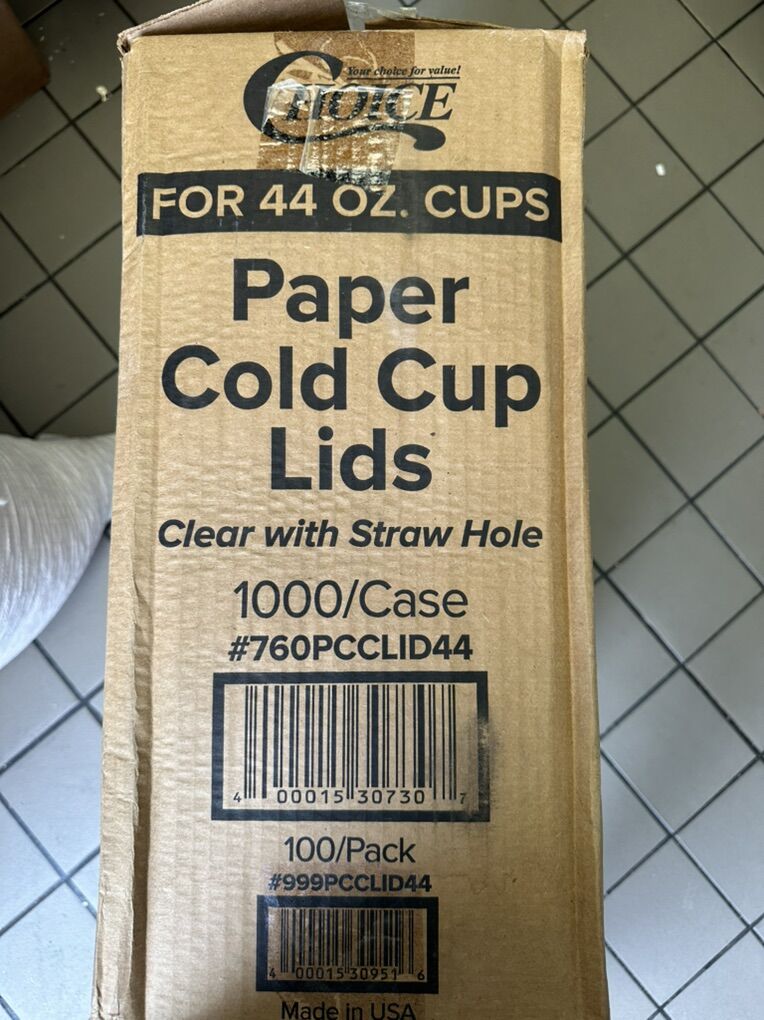 Your choice for value!
CHOICE
FOR 44 OZ. CUPS
Paper
Cold Cup
Lids
Clear with Straw Hole
1000/Case
#760PCCLID44
4 00015 30730 7
100/Pack
#999PCCLID44
4 00015 30951 6
Made in USA